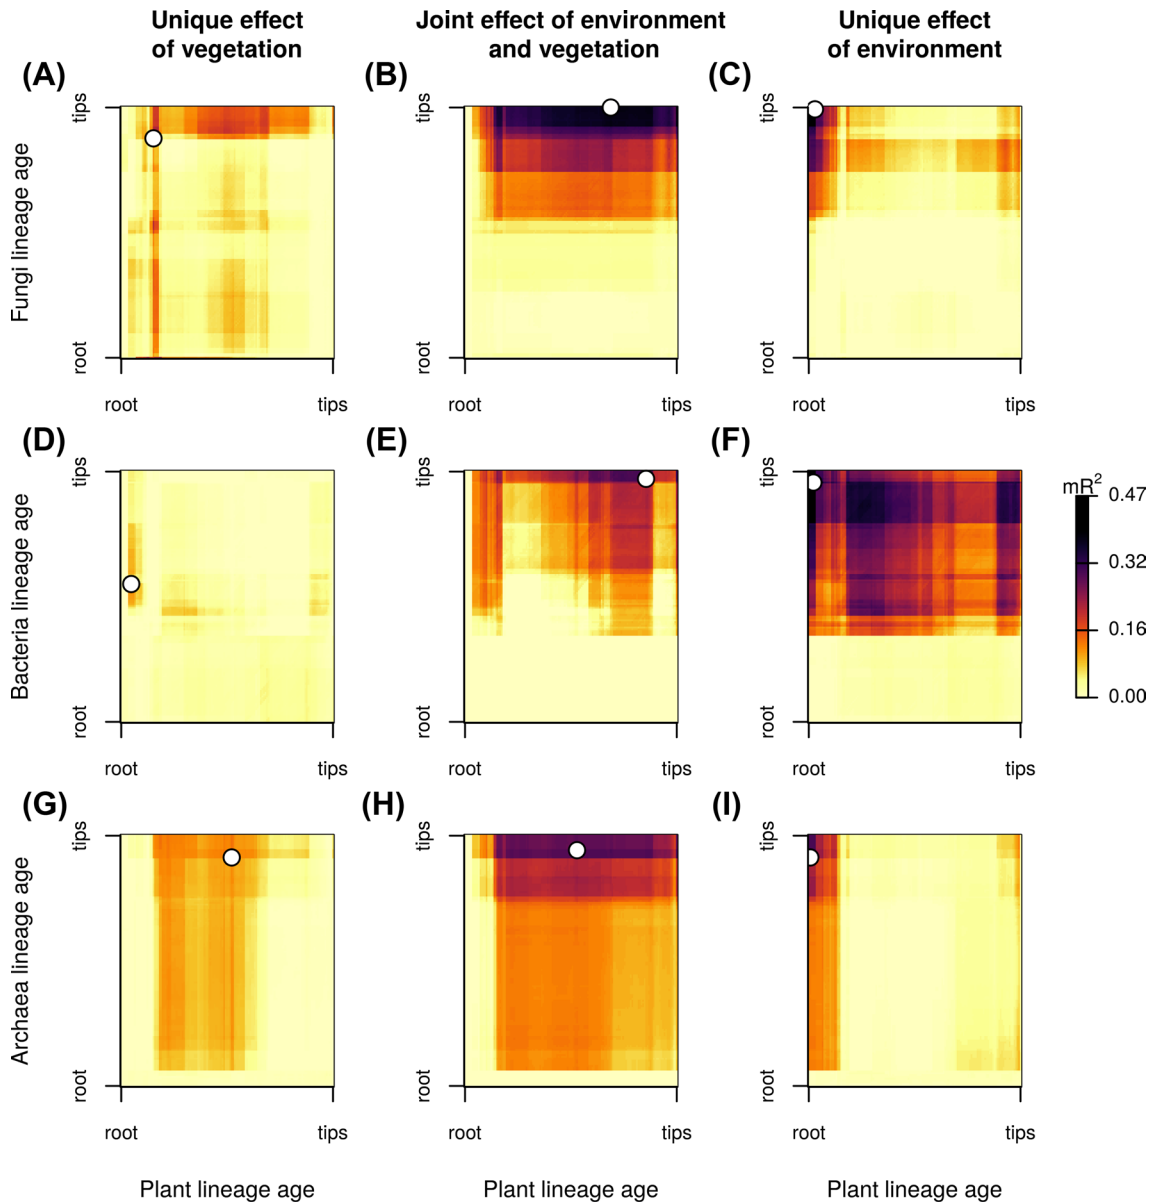 Unique effect
of vegetation
Joint effect of environment
and vegetation
Unique effect
of environment
(A)
(B)
(C)
Fungi lineage age
tips
root
root
tips
tips
root
root
tips
tips
root
root
tips
(D)
(E)
(F)
Bacteria lineage age
tips
root
root
tips
tips
root
root
tips
tips
root
root
tips
mR²
0.47
0.32
0.16
0.00
(G)
(H)
(I)
Archaea lineage age
tips
root
root
tips
tips
root
root
tips
tips
root
root
tips
Plant lineage age
Plant lineage age
Plant lineage age